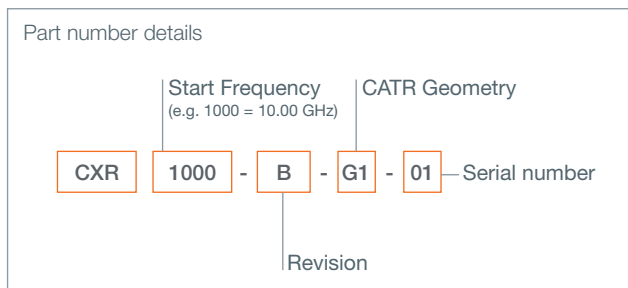 Part number details
Start Frequency
(e.g. 1000 = 10.00 GHz)
CATR Geometry
CXR 1000 - B - G1 - 01 Serial number
Revision